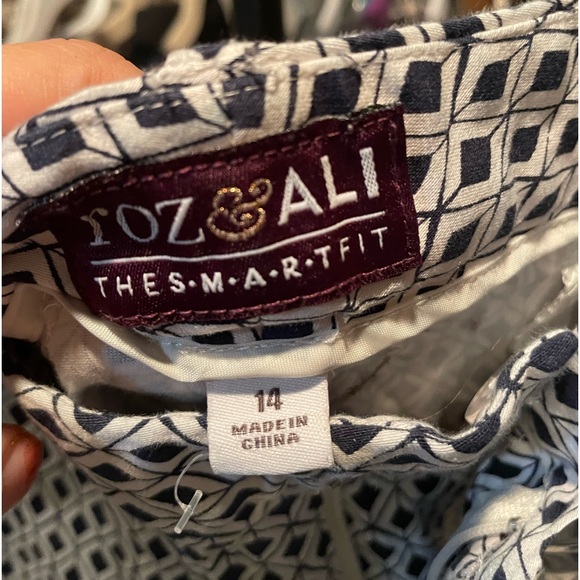 roz & ALI
THE S·M·A·R·T FIT
14
MADE IN
CHINA